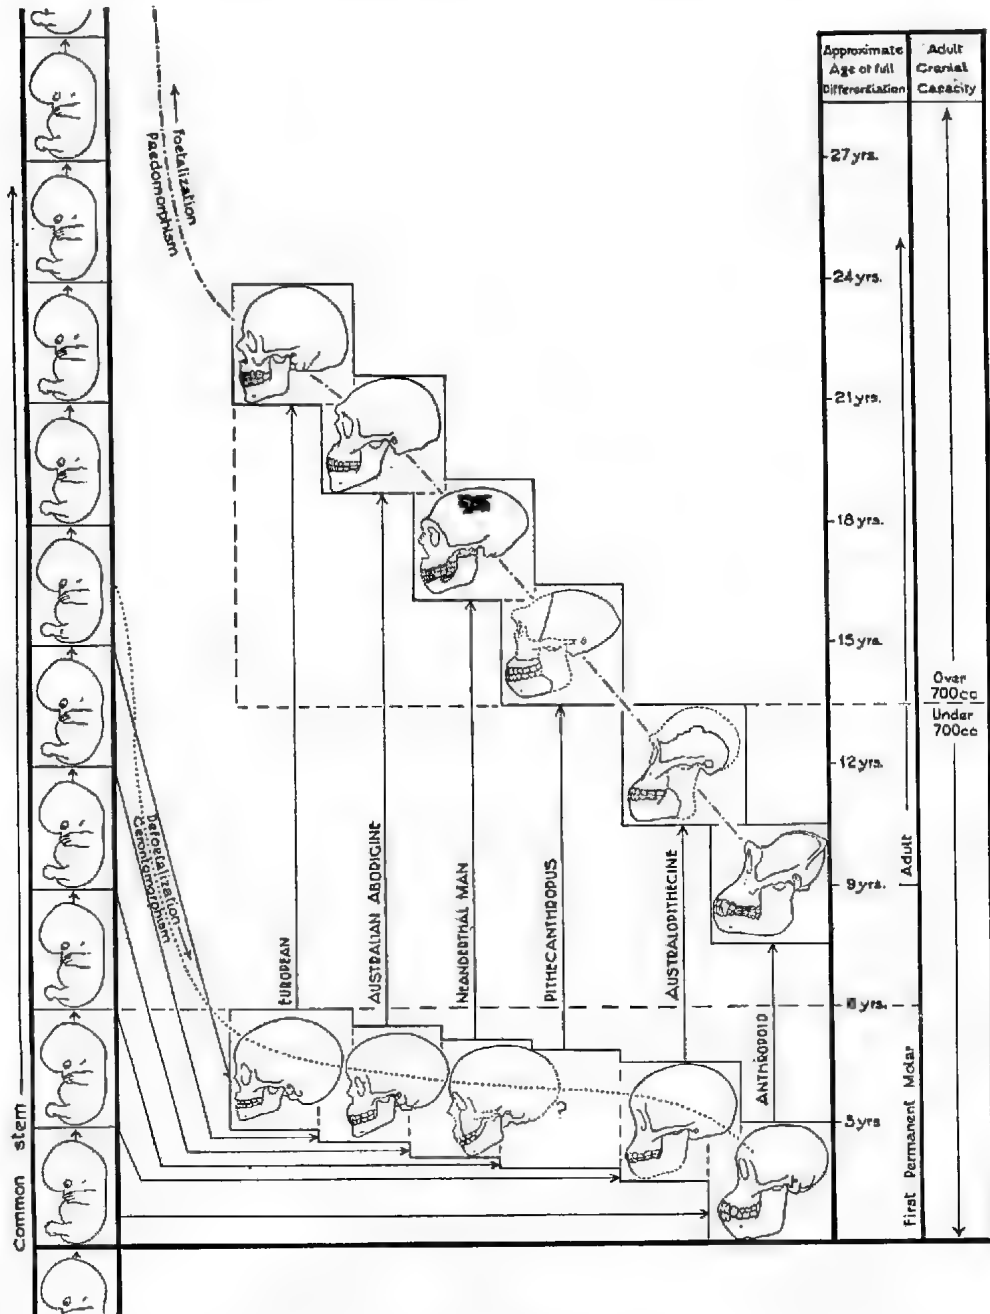 Approximate
Age of full
Differentiation
Adult
Cranial
Capacity
27 yrs.
24 yrs.
21 yrs.
18 yrs.
15 yrs.
12 yrs.
9 yrs.
6 yrs.
3 yrs
Over
700cc
Under
700cc
Adult
First Permanent Molar
Foetalization
Paedomorphism
Defoetalization
Gerontomorphism
EUROPEAN
AUSTRALIAN ABORIGINE
NEANDERTHAL MAN
PITHECANTHROPUS
AUSTRALOPITHECINE
ANTHROPOID
?
Common stem